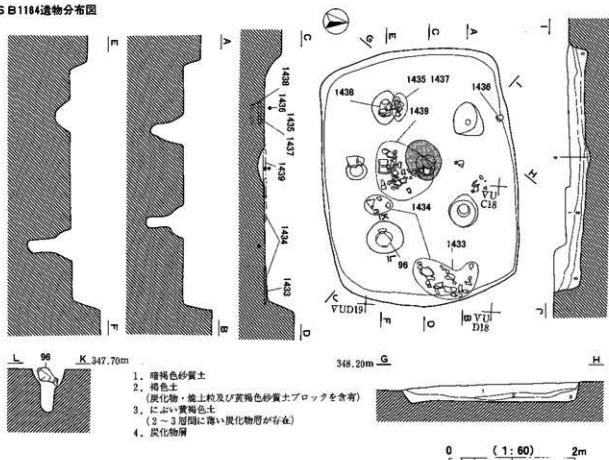 SB1184遺物分布図
E
A
C
G
E
C
A
I
1438
1436
1435
1437
1439
1434
1433
1438
1435 1437
1439
1436
I
H
VU
C18
1434
1433
96
J
VUD19
F
D
B
VU
D18
F
B
D
J
L 96 K 347.70m
348.20m G H
1. 暗褐色砂質土
2. 褐色土
(炭化物・焼土粒及び黄褐色砂質土ブロックを含有)
3. にぶい黄褐色土
(2~3層間に薄い炭化物層が存在)
4. 炭化物層
1
2
3
0 (1:60) 2m